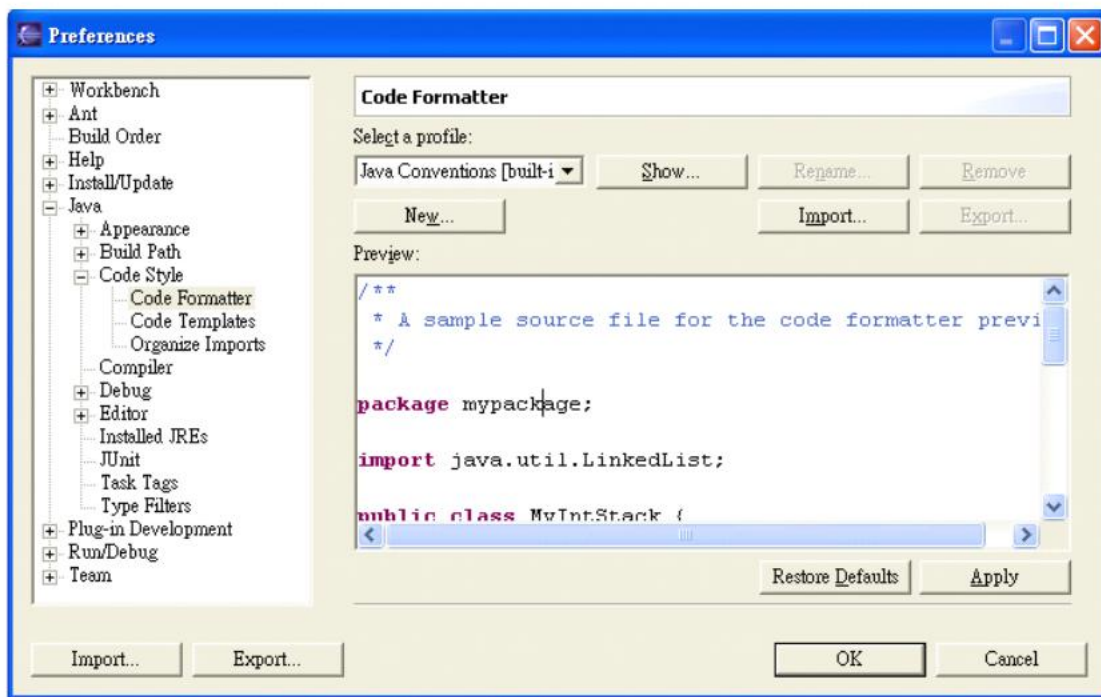 Preferences
Workbench
Ant
Build Order
Help
Install/Update
Java
Appearance
Build Path
Code Style
Code Formatter
Code Templates
Organize Imports
Compiler
Debug
Editor
Installed JREs
JUnit
Task Tags
Type Filters
Plug-in Development
Run/Debug
Team
Code Formatter
Select a profile:
Java Conventions [built-i Show... Rename... Remove
New... Import... Export...
Preview:
/**
* A sample source file for the code formatter previ
*/
package mypackage;
import java.util.LinkedList;
public class MyIntStack {
Restore Defaults Apply
Import... Export... OK Cancel